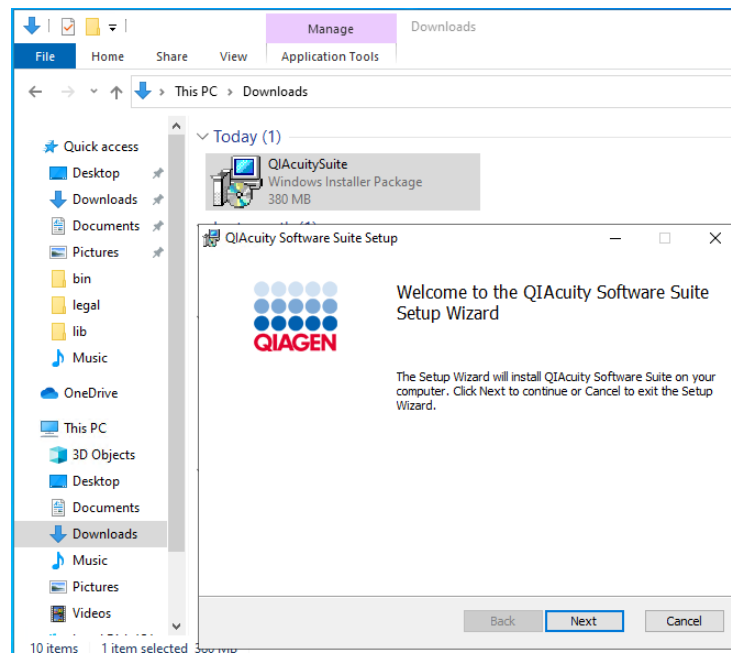 Manage
Downloads
File
Home
Share
View
Application Tools
This PC
Downloads
Quick access
Desktop
Downloads
Documents
Pictures
bin
legal
lib
Music
OneDrive
This PC
3D Objects
Desktop
Documents
Downloads
Music
Pictures
Videos
Today (1)
QIAcuitySuite
Windows Installer Package
380 MB
QIAcuity Software Suite Setup
QIAGEN
Welcome to the QIAcuity Software Suite
Setup Wizard
The Setup Wizard will install QIAcuity Software Suite on your
computer. Click Next to continue or Cancel to exit the Setup
Wizard.
Back
Next
Cancel
10 items
1 item selected
380 MB